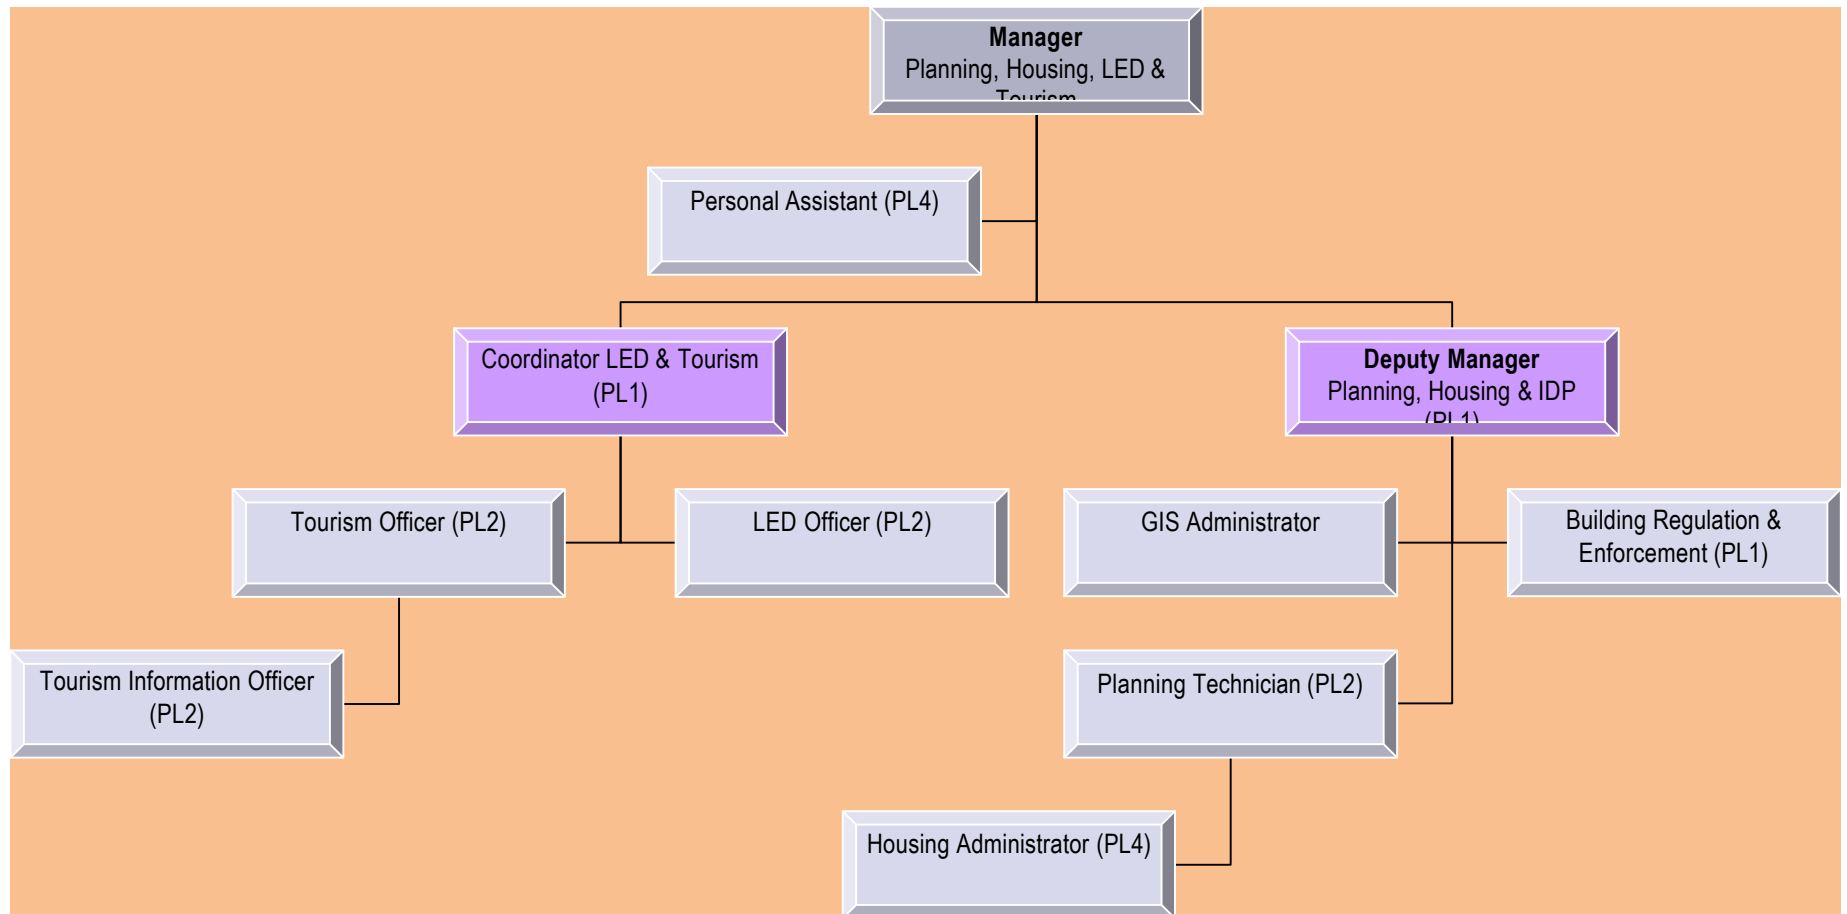 Manager
Planning, Housing, LED &
Tourism
Personal Assistant (PL4)
Coordinator LED & Tourism
(PL1)
Deputy Manager
Planning, Housing & IDP
(PL1)
Tourism Officer (PL2)
LED Officer (PL2)
GIS Administrator
Building Regulation &
Enforcement (PL1)
Tourism Information Officer
(PL2)
Planning Technician (PL2)
Housing Administrator (PL4)